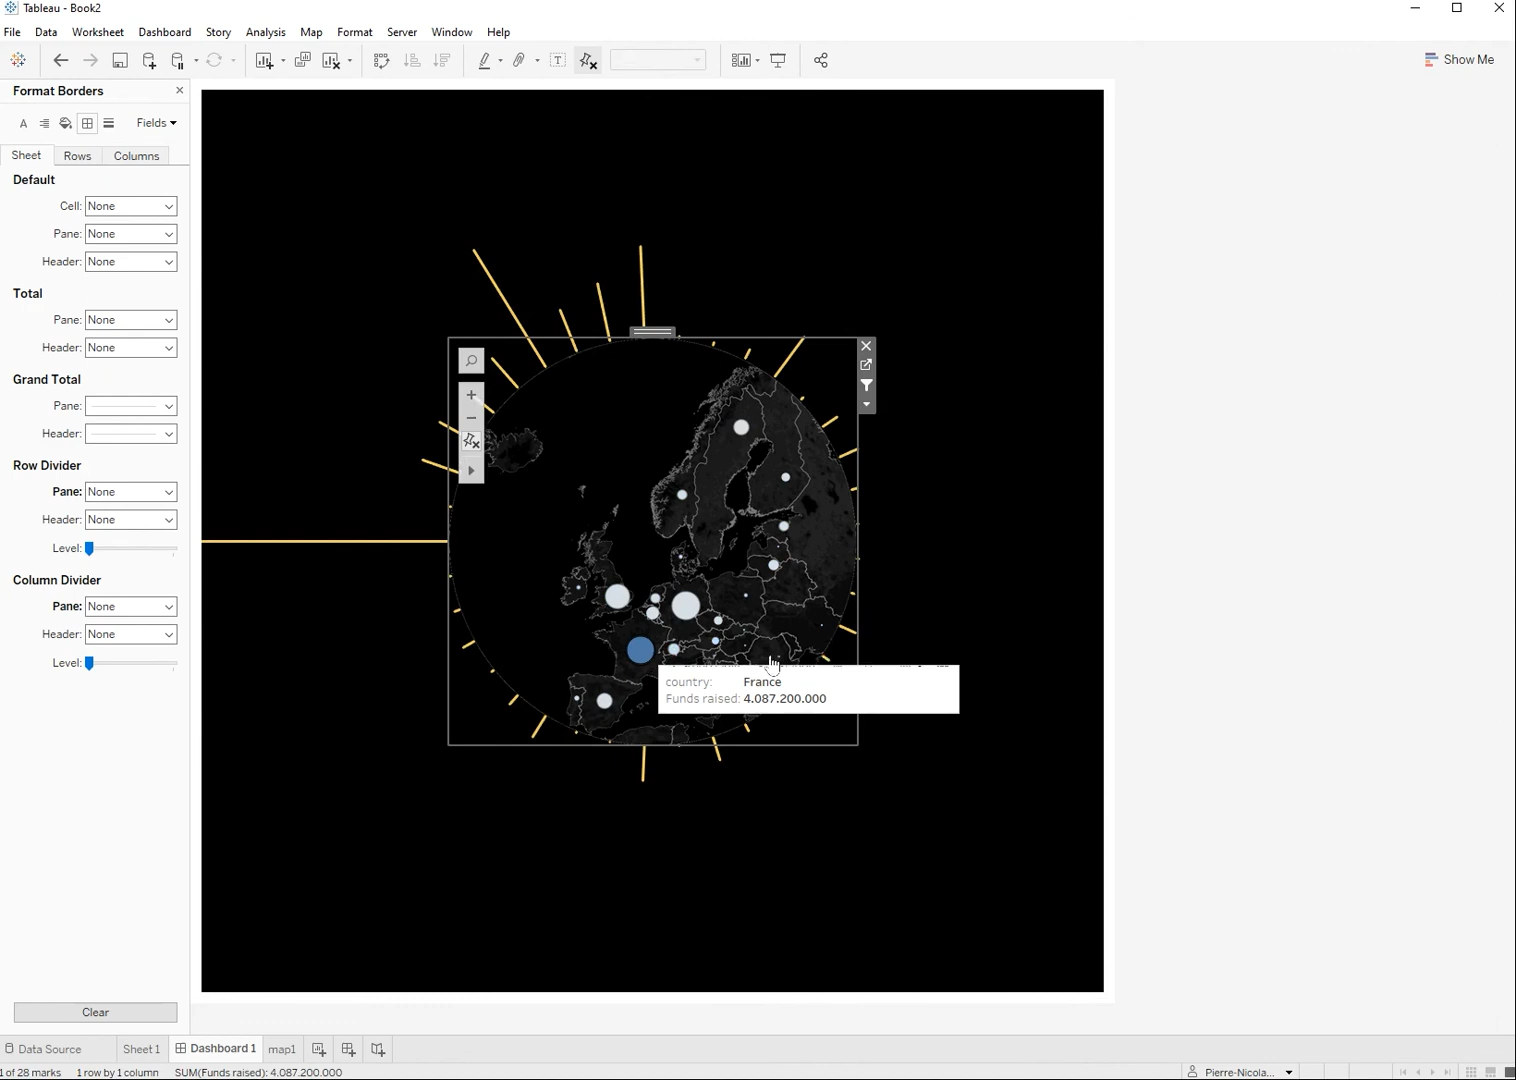 Tableau - Book2
File Data Worksheet Dashboard Story Analysis Map Format Server Window Help
Show Me
Format Borders
A Fields
Sheet Rows Columns
Default
Cell: None
Pane: None
Header: None
Total
Pane: None
Header: None
Grand Total
Pane:
Header:
Row Divider
Pane: None
Header: None
Level:
Column Divider
Pane: None
Header: None
Level:
country: France
Funds raised: 4.087.200.000
Clear
Data Source Sheet 1 Dashboard 1 map1
1 of 28 marks 1 row by 1 column SUM(Funds raised): 4.087.200.000 Pierre-Nicola...